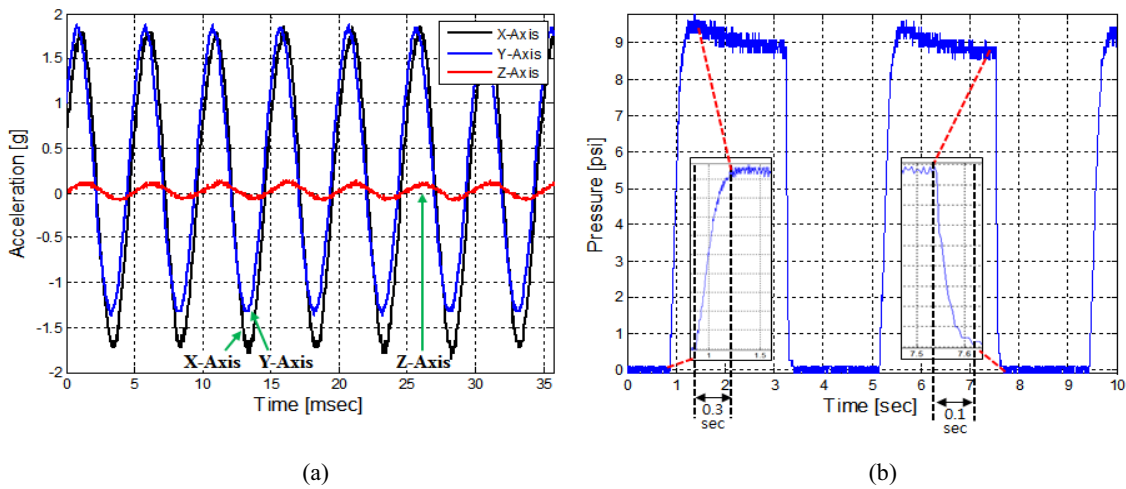 2
1.5
1
0.5
0
-0.5
-1
-1.5
-2
Acceleration [g]
X-Axis
Y-Axis
Z-Axis
X-Axis Y-Axis Z-Axis
0 5 10 15 20 25 30 35
Time [msec]
(a)
9
8
7
6
5
4
3
2
1
0
Pressure [psi]
1 1.5
7.5 7.6
0 1 2 3 4 5 6 7 8 9 10
Time [sec]
0.3
sec
0.1
sec
(b)